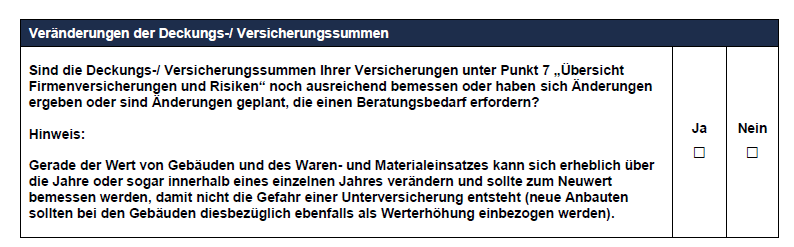 Veränderungen der Deckungs-/ Versicherungssummen
Sind die Deckungs-/ Versicherungssummen Ihrer Versicherungen unter Punkt 7 „Übersicht
Firmenversicherungen und Risiken“ noch ausreichend bemessen oder haben sich Änderungen
ergeben oder sind Änderungen geplant, die einen Beratungsbedarf erfordern?
Hinweis:
Gerade der Wert von Gebäuden und des Waren- und Materialeinsatzes kann sich erheblich über
die Jahre oder sogar innerhalb eines einzelnen Jahres verändern und sollte zum Neuwert
bemessen werden, damit nicht die Gefahr einer Unterversicherung entsteht (neue Anbauten
sollten bei den Gebäuden diesbezüglich ebenfalls als Werterhöhung einbezogen werden).
Ja Nein
☐ ☐